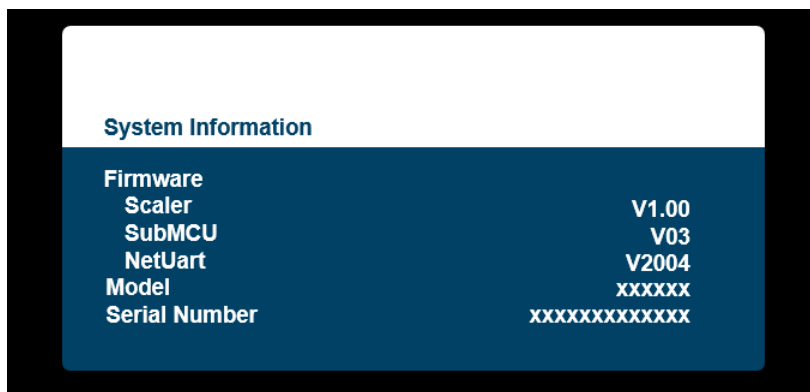 System Information
Firmware
Scaler V1.00
SubMCU V03
NetUart V2004
Model xxxxxx
Serial Number xxxxxxxxxxxxx